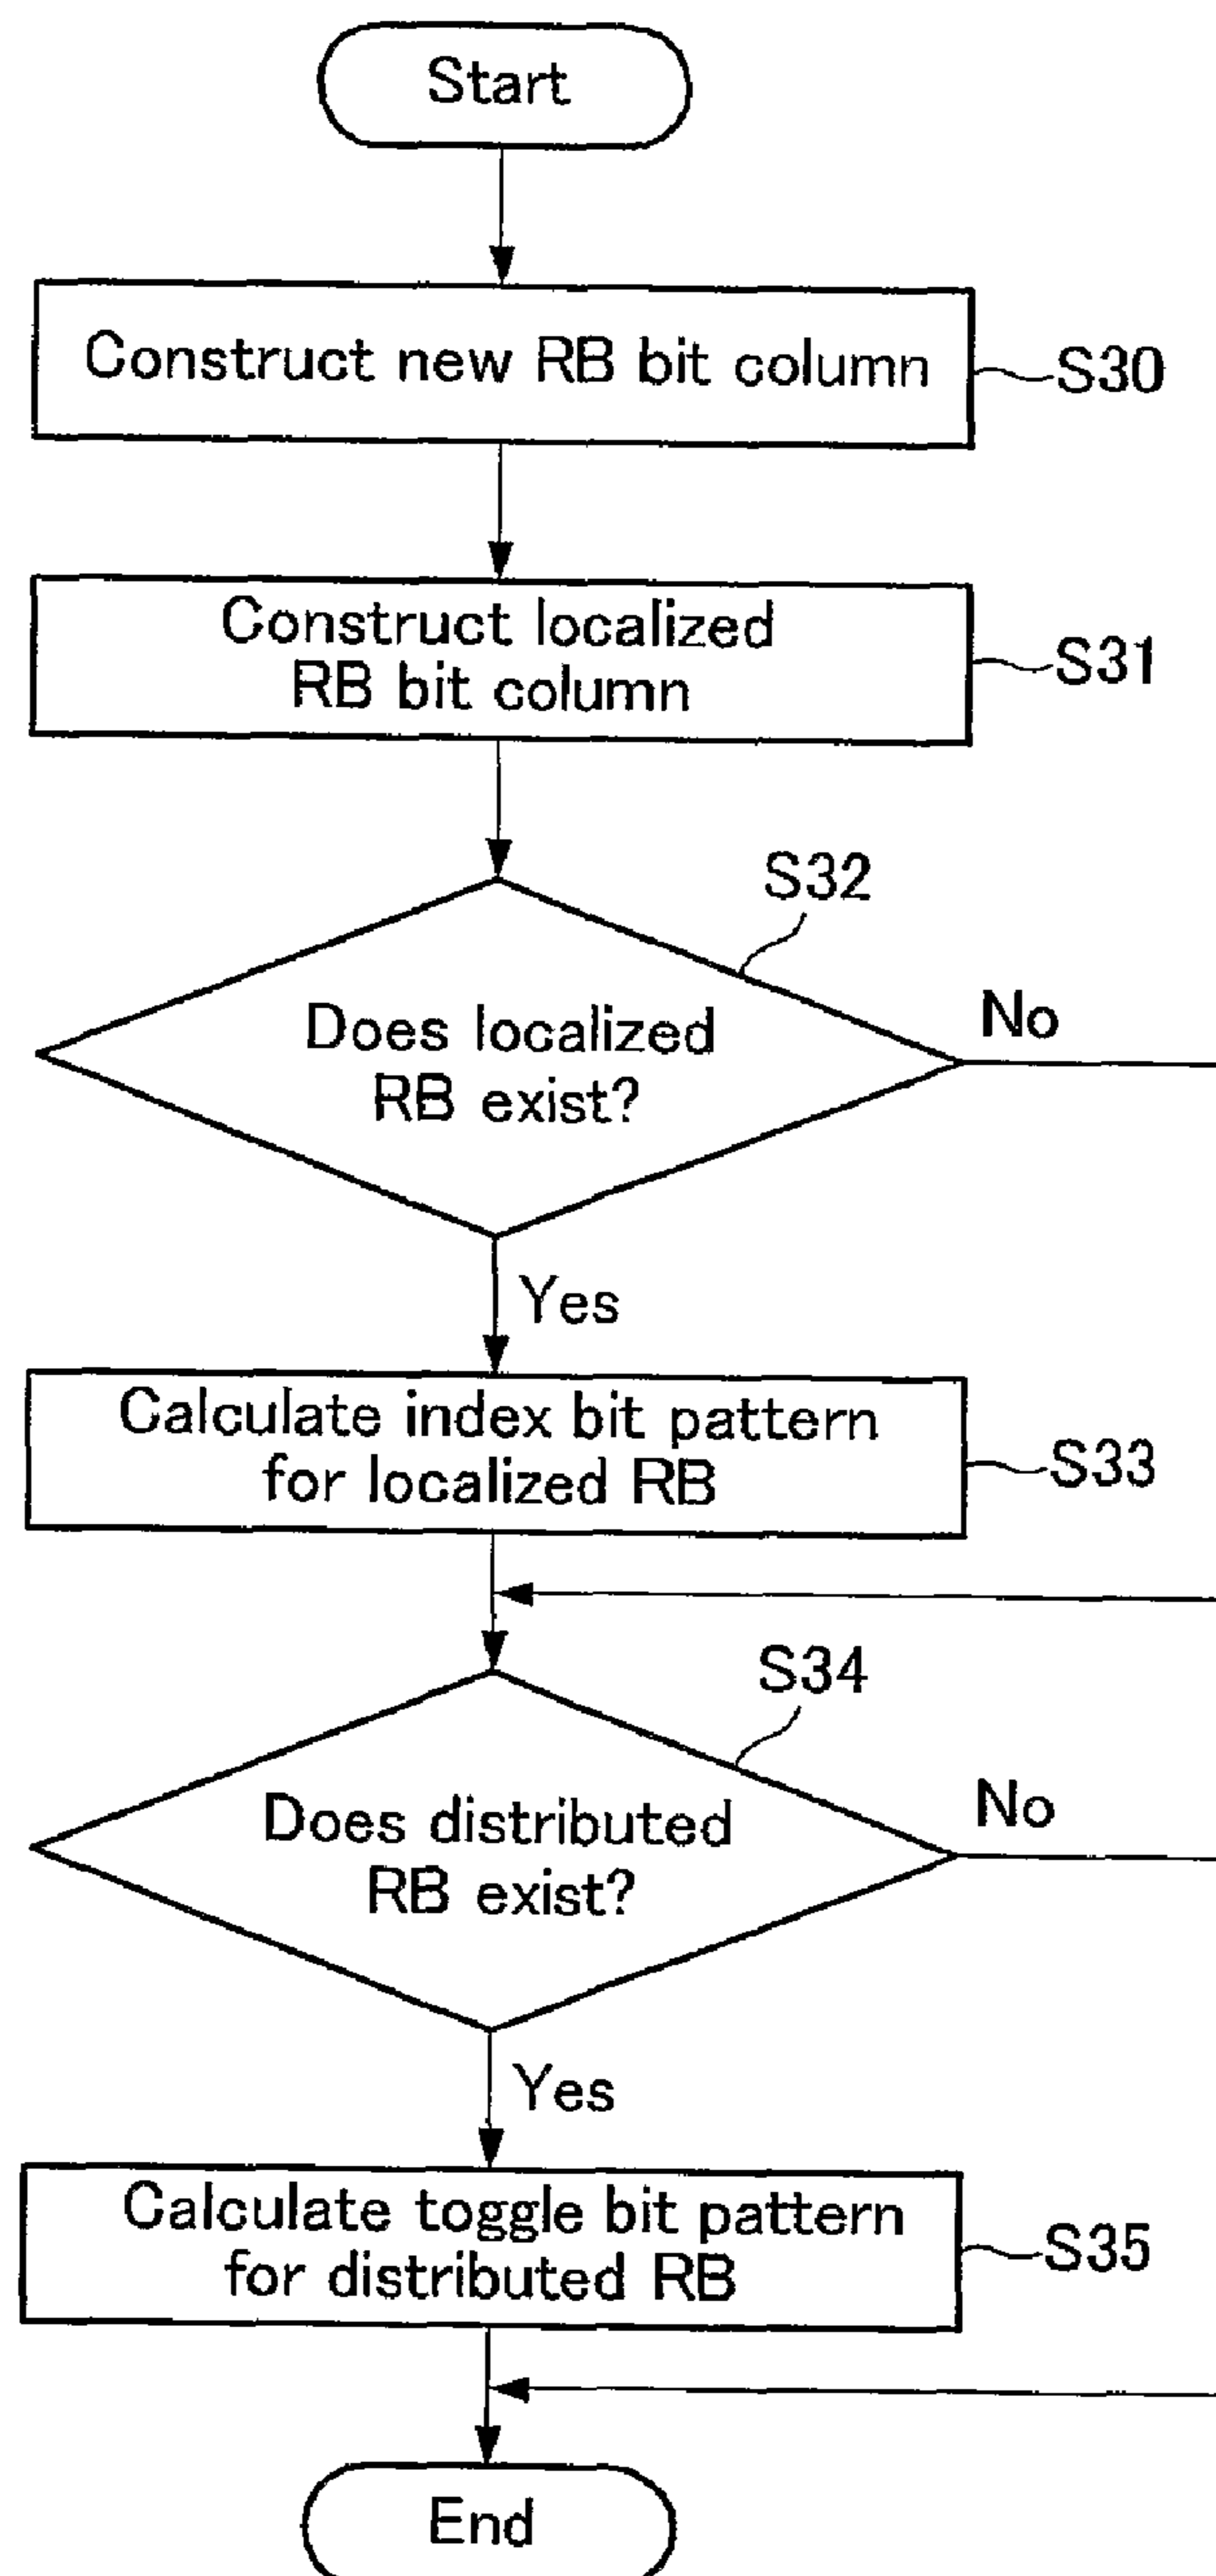 Start
Construct new RB bit column
S30
Construct localized
RB bit column
S31
S32
Does localized
RB exist?
No
Yes
Calculate index bit pattern
for localized RB
S33
S34
Does distributed
RB exist?
No
Yes
Calculate toggle bit pattern
for distributed RB
S35
End